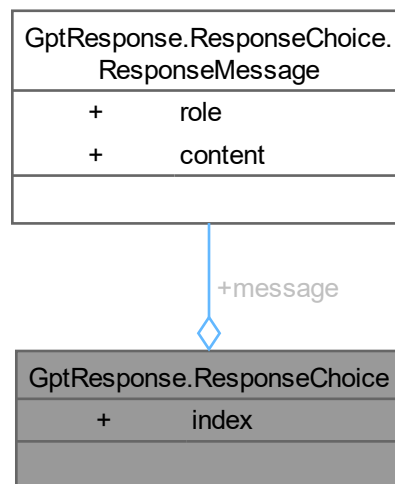 GptResponse.ResponseChoice.
ResponseMessage
+ role
+ content
+message
GptResponse.ResponseChoice
+ index